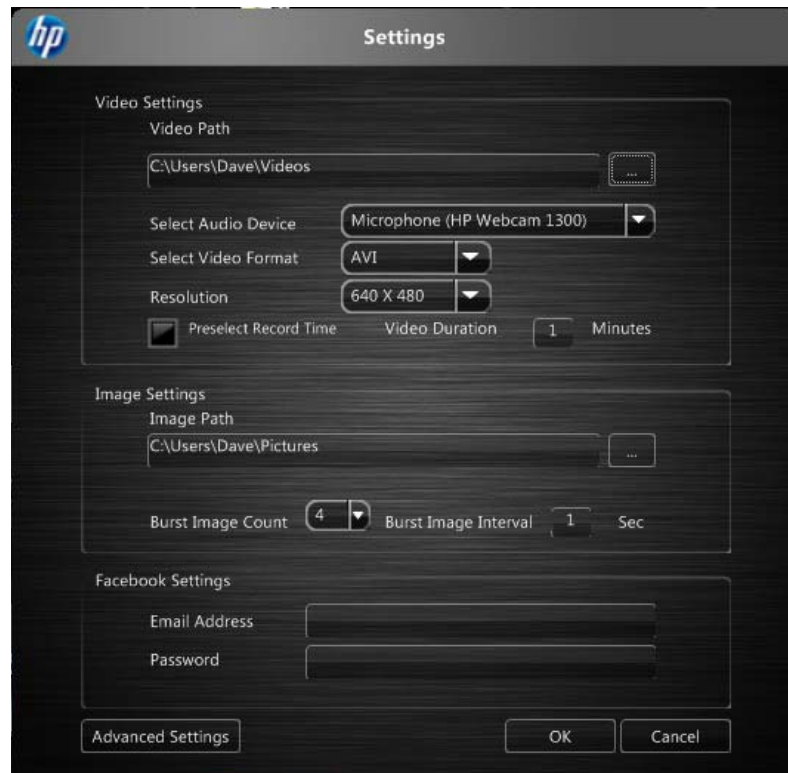 hp
Settings
Video Settings
Video Path
C:\Users\Dave\Videos
...
Select Audio Device
Microphone (HP Webcam 1300)
Select Video Format
AVI
Resolution
640 X 480
Preselect Record Time
Video Duration
1
Minutes
Image Settings
Image Path
C:\Users\Dave\Pictures
...
Burst Image Count
4
Burst Image Interval
1
Sec
Facebook Settings
Email Address
Password
Advanced Settings
OK
Cancel